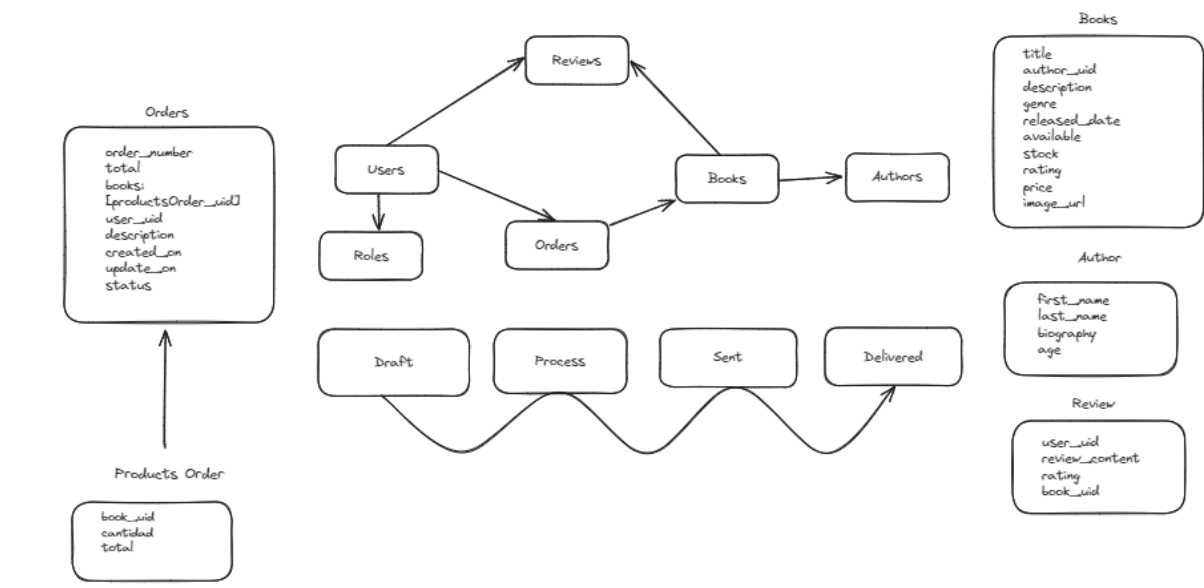 Orders
order_number
total
books:
[productsOrder_uid]
user_uid
description
created_on
update_on
status
Products Order
book_uid
cantidad
total
Reviews
Users
Books
Authors
Roles
Orders
Draft
Process
Sent
Delivered
Books
title
author_uid
description
genre
released_date
available
stock
rating
price
image_url
Author
first_name
last_name
biography
age
Review
user_uid
review_content
rating
book_uid